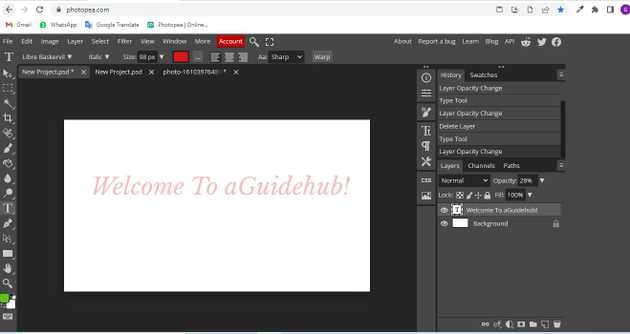 photopea.com
Gmail WhatsApp Google Translate Photopea | Online...
File Edit Image Layer Select Filter View Window More Account About Report a bug Learn Blog API
Libre Baskervil Italic Size: 98 px ... Aa: Sharp Warp
New Project.psd * New Project.psd photo-161039764
History Swatches
Layer Opacity Change
Type Tool
Layer Opacity Change
Delete Layer
Type Tool
Layer Opacity Change
CSS
Layers Channels Paths
Normal Opacity: 28%
Lock: Fill: 100%
Welcome To aGuidehub!
Background
Welcome To aGuidehub!